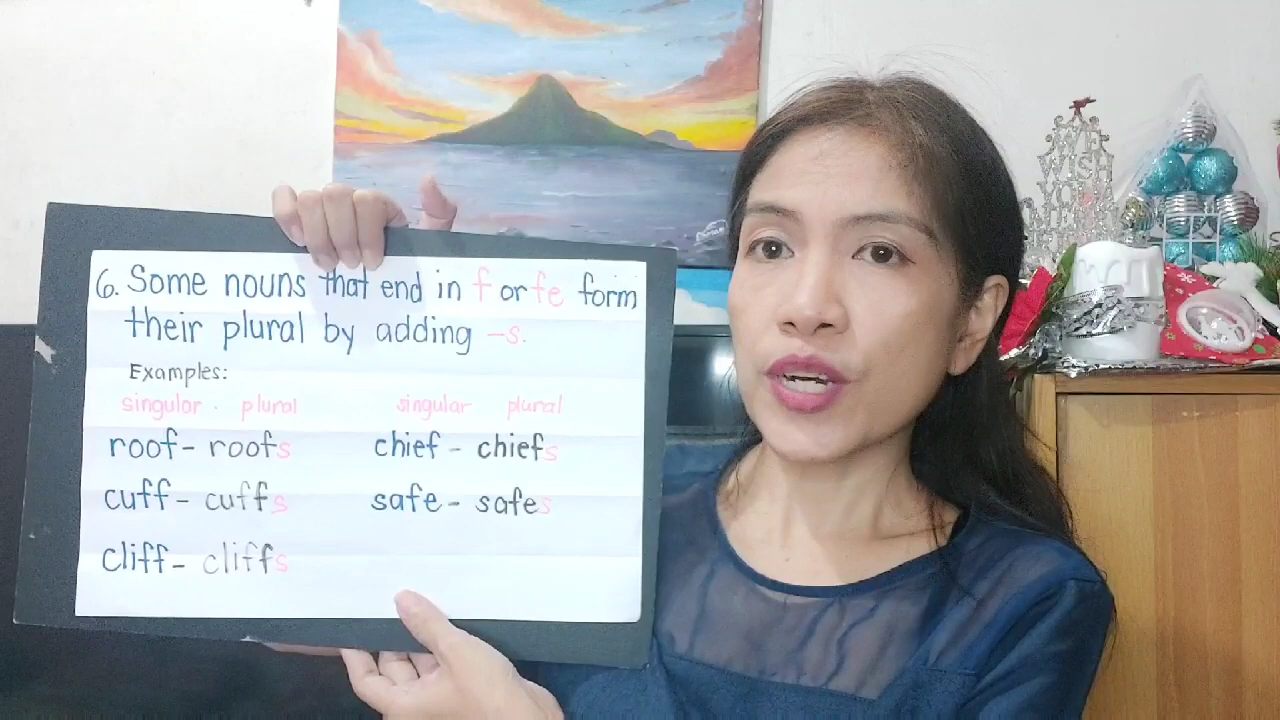 6. Some nouns that end in f or fe form
their plural by adding -s.
Examples:
singular . plural singular plural
roof - roofs chief - chiefs
cuff - cuffs safe - safes
cliff - cliffs